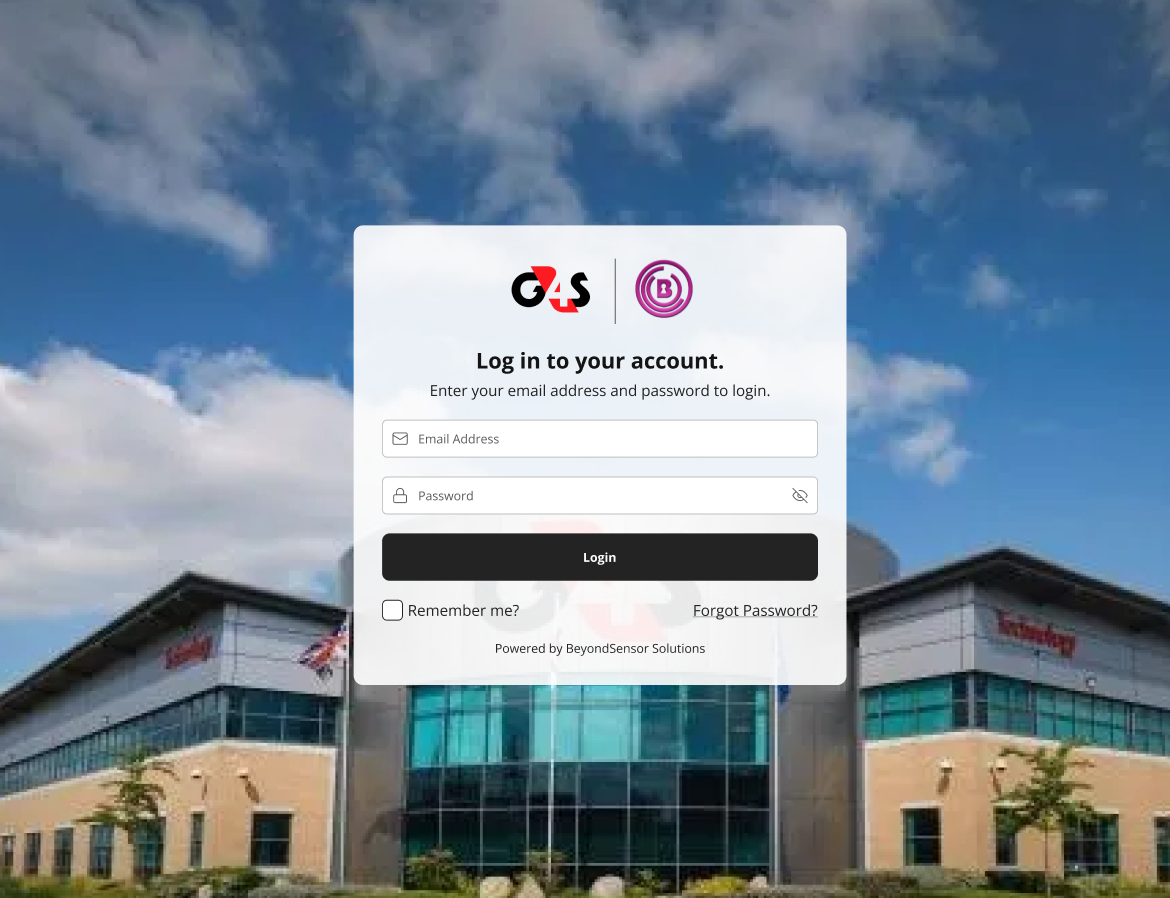 G4S
B
Log in to your account.
Enter your email address and password to login.
Email Address
Password
Login
Remember me?
Forgot Password?
Powered by BeyondSensor Solutions
G4S
Technology
Technology